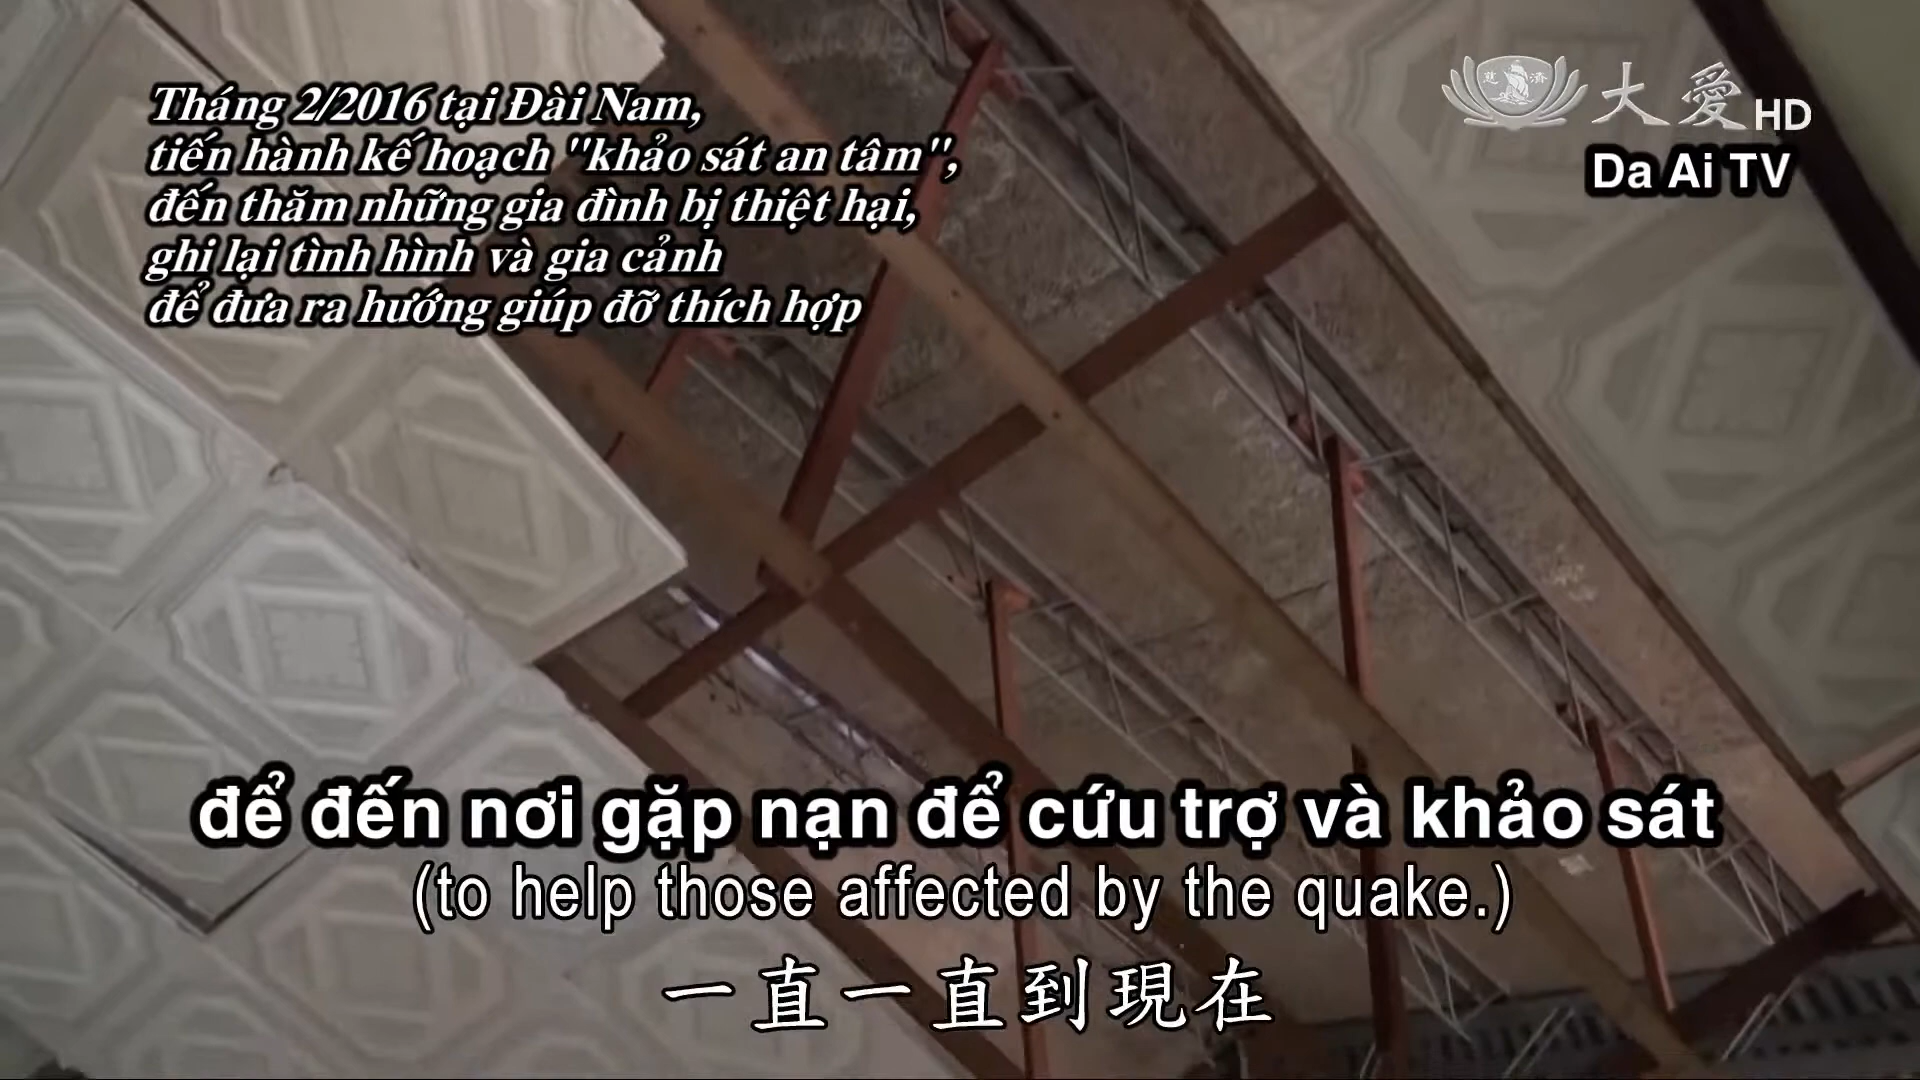 Tháng 2/2016 tại Đài Nam,
tiến hành kế hoạch "khảo sát an tâm",
đến thăm những gia đình bị thiệt hại,
ghi lại tình hình và gia cảnh
để đưa ra hướng giúp đỡ thích hợp
慈濟
大愛HD
Da Ai TV
để đến nơi gặp nạn để cứu trợ và khảo sát
(to help those affected by the quake.)
一直一直到現在